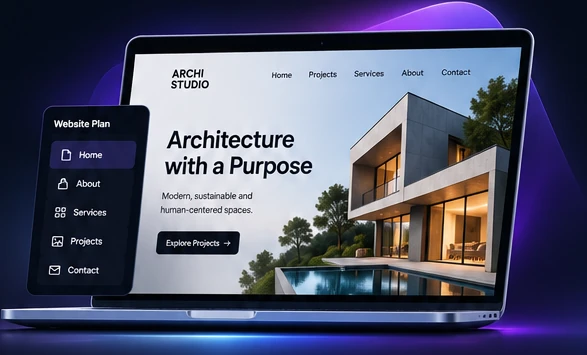 ARCHI
STUDIO
Home
Projects
Services
About
Contact
Architecture
with a Purpose
Modern, sustainable and
human-centered spaces.
Explore Projects →
Website Plan
Home
About
Services
Projects
Contact